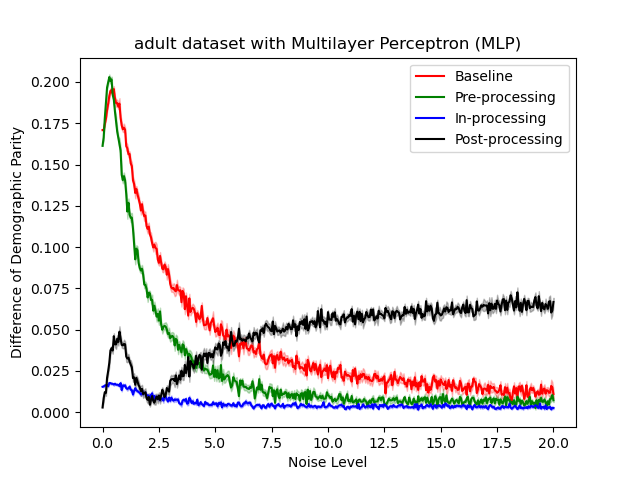 adult dataset with Multilayer Perceptron (MLP)
Difference of Demographic Parity
0.200
0.175
0.150
0.125
0.100
0.075
0.050
0.025
0.000
Baseline
Pre-processing
In-processing
Post-processing
0.0 2.5 5.0 7.5 10.0 12.5 15.0 17.5 20.0
Noise Level